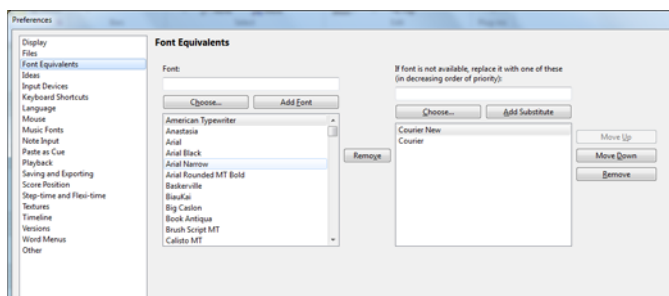 Preferences
Display
Files
Font Equivalents
Ideas
Input Devices
Keyboard Shortcuts
Language
Mouse
Music Fonts
Note Input
Paste as Cue
Playback
Saving and Exporting
Score Position
Step-time and Flexi-time
Textures
Timeline
Versions
Word Menus
Other
Font Equivalents
Font:
Choose...
Add Font
American Typewriter
Anastasia
Arial
Arial Black
Arial Narrow
Arial Rounded MT Bold
Baskerville
BiauKai
Big Caslon
Book Antiqua
Brush Script MT
Calisto MT
Remove
If font is not available, replace it with one of these
(in decreasing order of priority):
Choose...
Add Substitute
Courier New
Courier
Move Up
Move Down
Remove